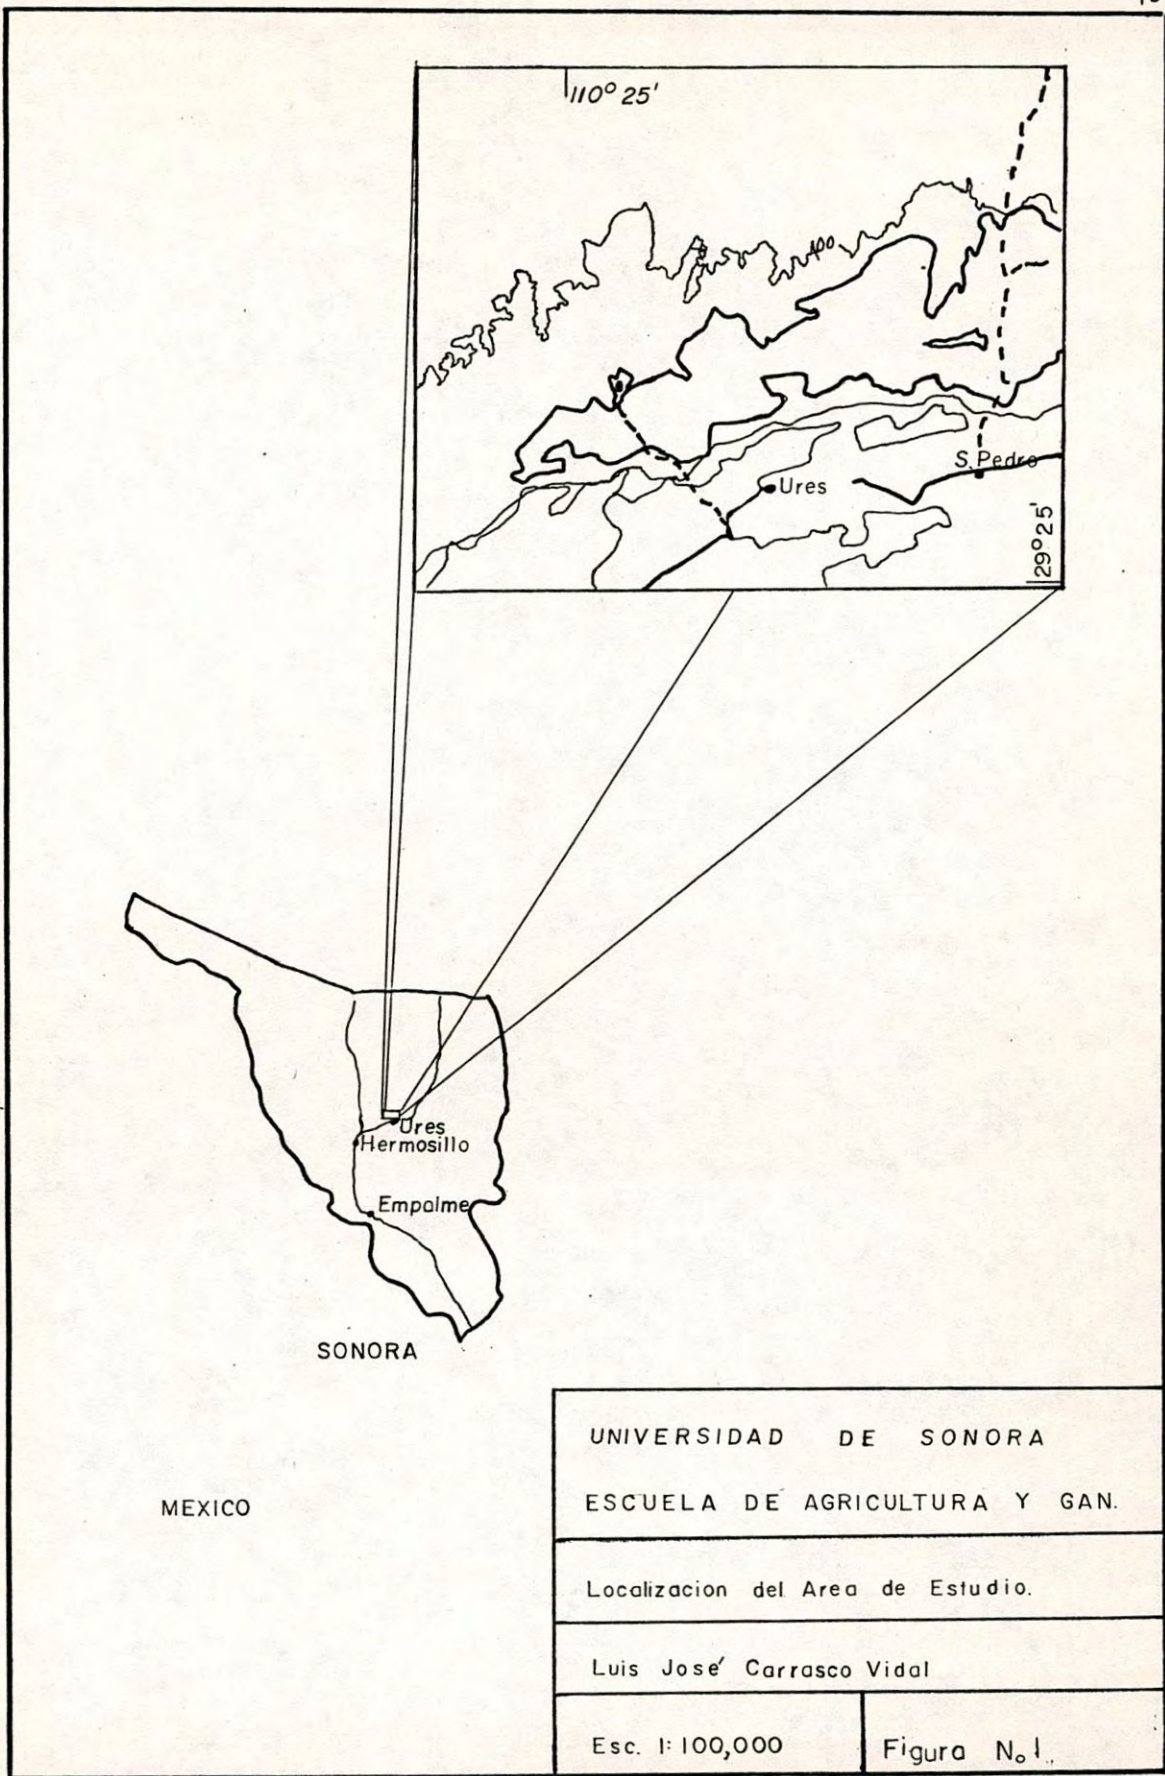 110° 25'
400
S. Pedro
Ures
29° 25'
Ures
Hermosillo
Empalme
SONORA
MEXICO
UNIVERSIDAD DE SONORA
ESCUELA DE AGRICULTURA Y GAN.
Localizacion del Area de Estudio.
Luis José Carrasco Vidal
Esc. 1:100,000
Figura No 1.